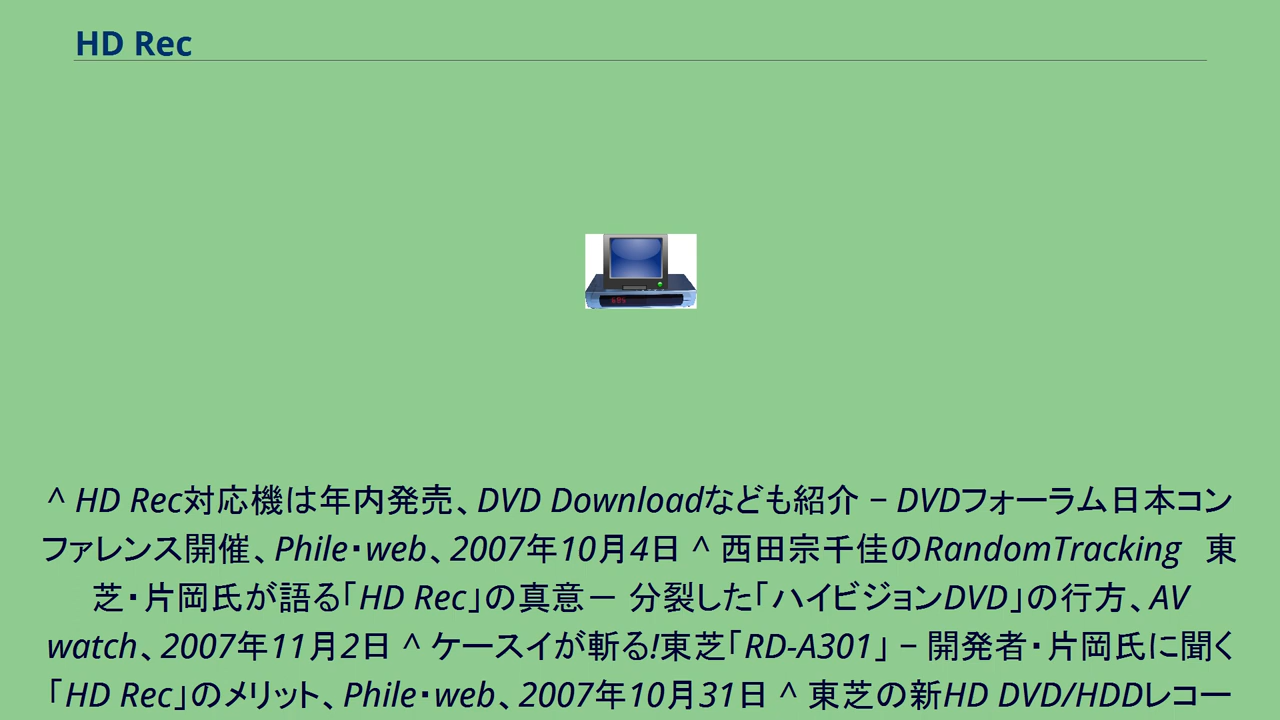 HD Rec
^ HD Rec対応機は年内発売、DVD Downloadなども紹介 – DVDフォーラム日本コン
ファレンス開催、Phile・web、2007年10月4日 ^ 西田宗千佳のRandomTracking　東
芝・片岡氏が語る「HD Rec」の真意－ 分裂した「ハイビジョンDVD」の行方、AV
watch、2007年11月2日 ^ ケースイが斬る!東芝「RD-A301」 – 開発者・片岡氏に聞く
「HD Rec」のメリット、Phile・web、2007年10月31日 ^ 東芝の新HD DVD/HDDレコー